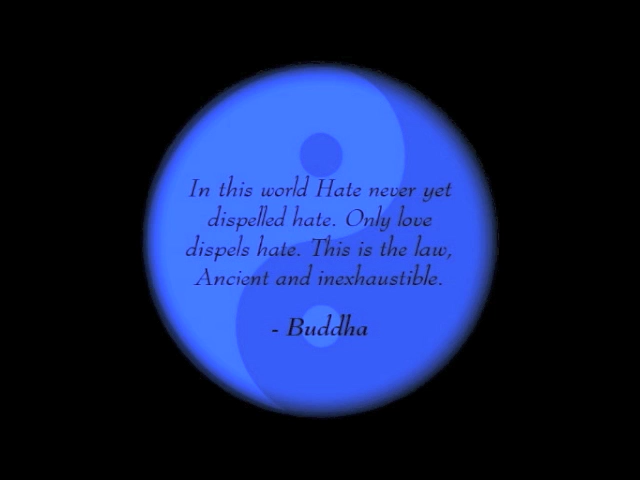 In this world Hate never yet
dispelled hate. Only love
dispels hate. This is the law,
Ancient and inexhaustible.
- Buddha